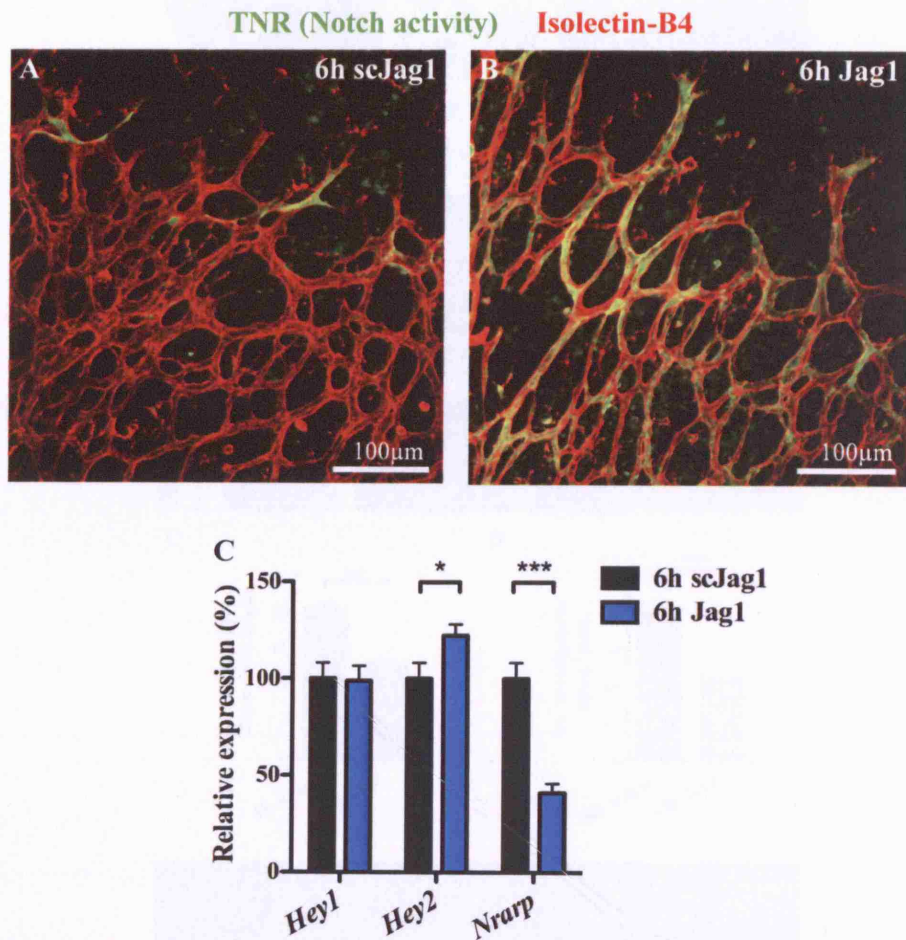 TNR (Notch activity) Isolectin-B4
A 6h scJag1
B 6h Jag1
100µm
100µm
C
6h scJag1
6h Jag1
Relative expression (%)
150
100
50
0
* ***
Hey1 Hey2 Nrarp